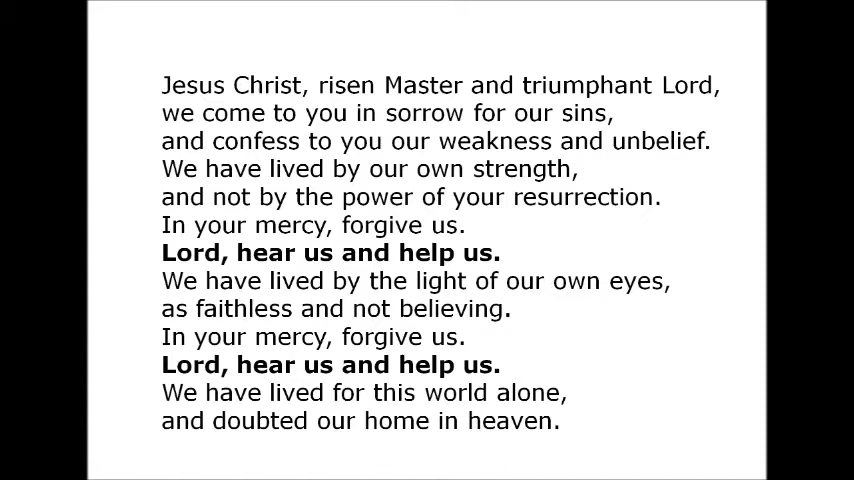 Jesus Christ, risen Master and triumphant Lord,
we come to you in sorrow for our sins,
and confess to you our weakness and unbelief.
We have lived by our own strength,
and not by the power of your resurrection.
In your mercy, forgive us.
Lord, hear us and help us.
We have lived by the light of our own eyes,
as faithless and not believing.
In your mercy, forgive us.
Lord, hear us and help us.
We have lived for this world alone,
and doubted our home in heaven.